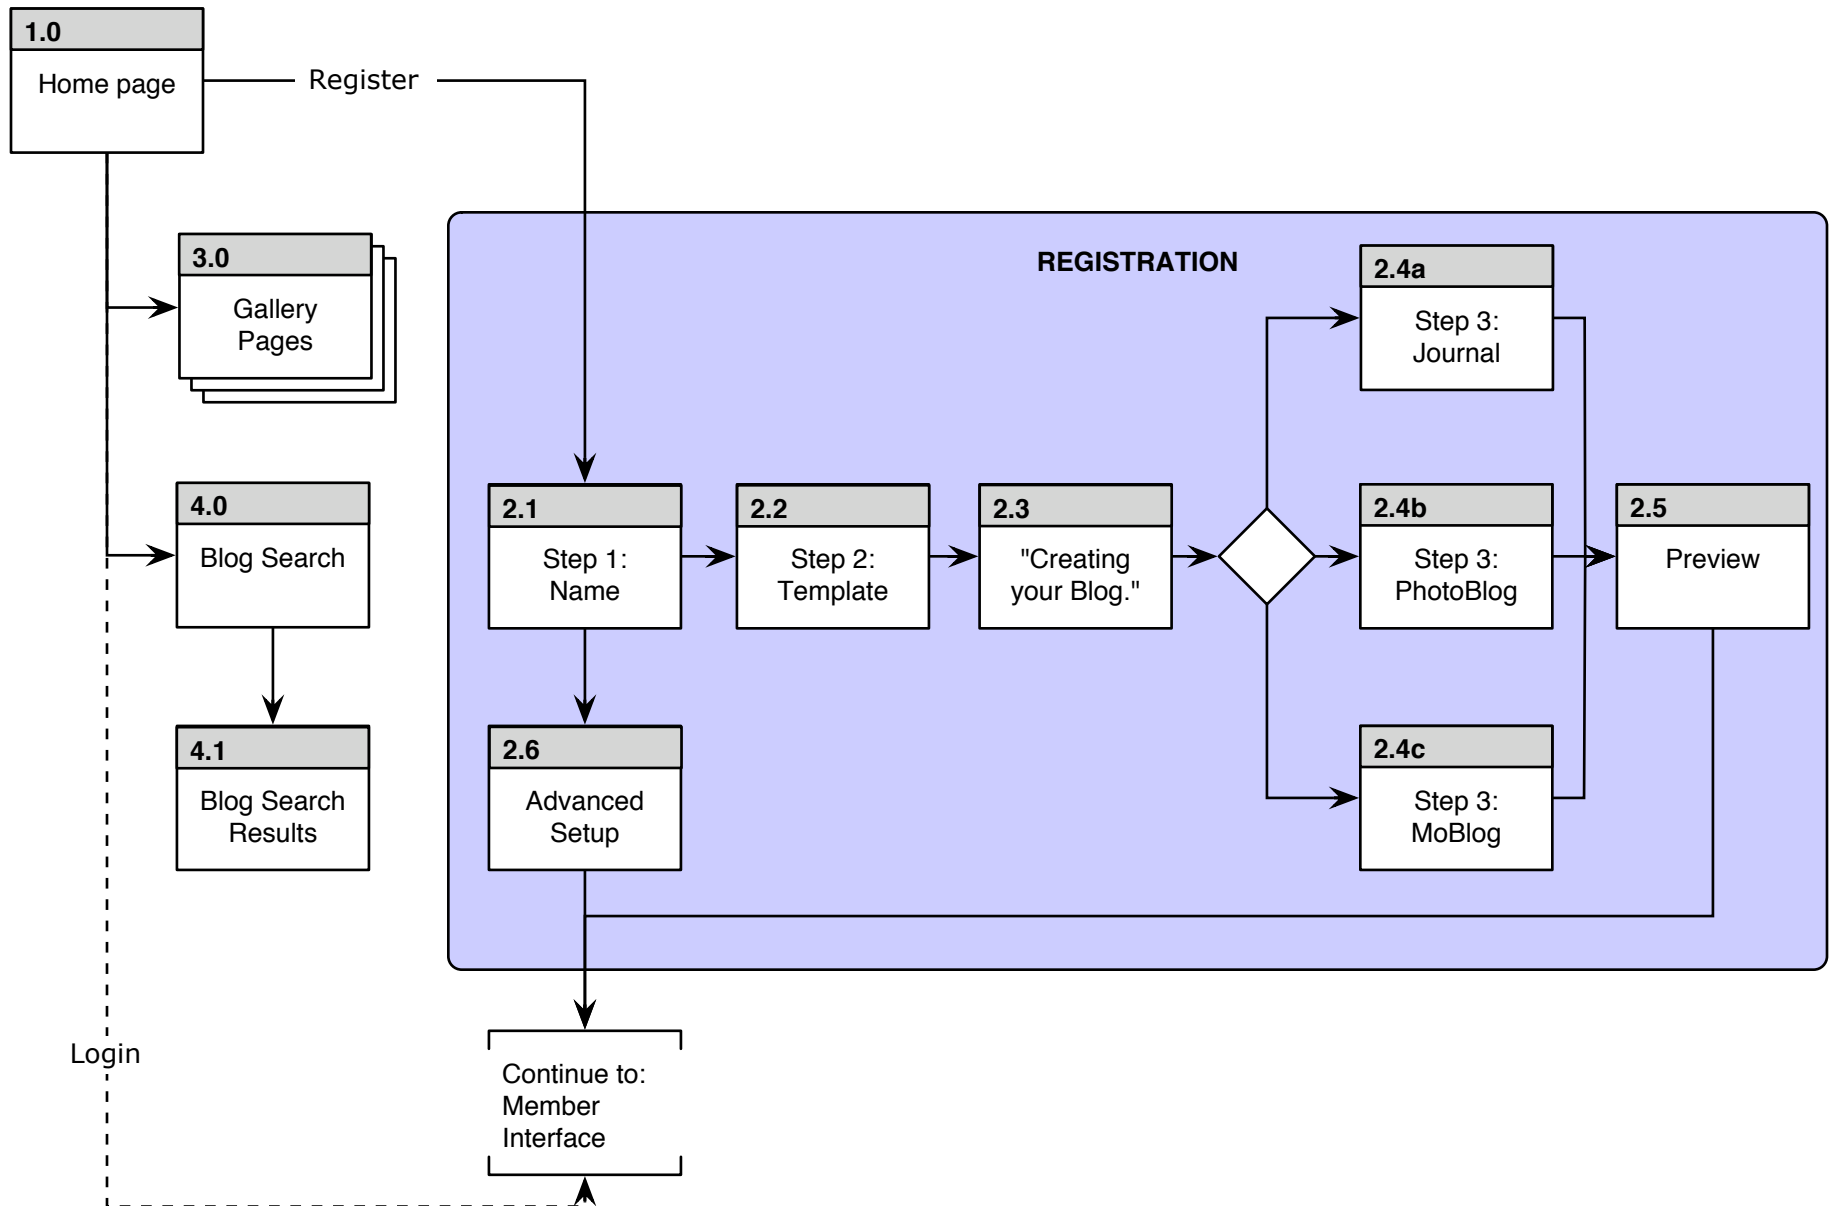 1.0
Home page
Register
3.0
Gallery
Pages
REGISTRATION
2.4a
Step 3:
Journal
4.0
Blog Search
2.1
Step 1:
Name
2.2
Step 2:
Template
2.3
"Creating
your Blog."
2.4b
Step 3:
PhotoBlog
2.5
Preview
4.1
Blog Search
Results
2.6
Advanced
Setup
2.4c
Step 3:
MoBlog
Login
Continue to:
Member
Interface